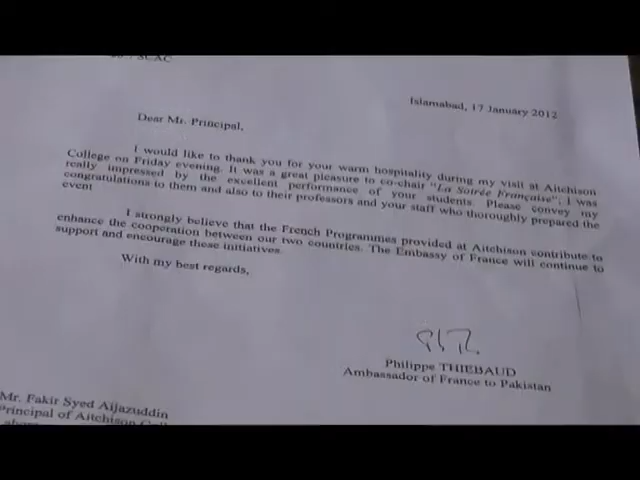 SCAC
Islamabad, 17 January 2012
Dear Mr. Principal,
I would like to thank you for your warm hospitality during my visit at Aitchison
College on Friday evening. It was a great pleasure to co-chair "La Soirée Française"; I was
really impressed by the excellent performance of your students. Please convey my
congratulations to them and also to their professors and your staff who thoroughly prepared the
event
I strongly believe that the French Programmes provided at Aitchison contribute to
enhance the cooperation between our two countries. The Embassy of France will continue to
support and encourage these initiatives.
With my best regards,
Philippe THIEBAUD
Ambassador of France to Pakistan
Mr. Fakir Syed Aijazuddin
Principal of Aitchison